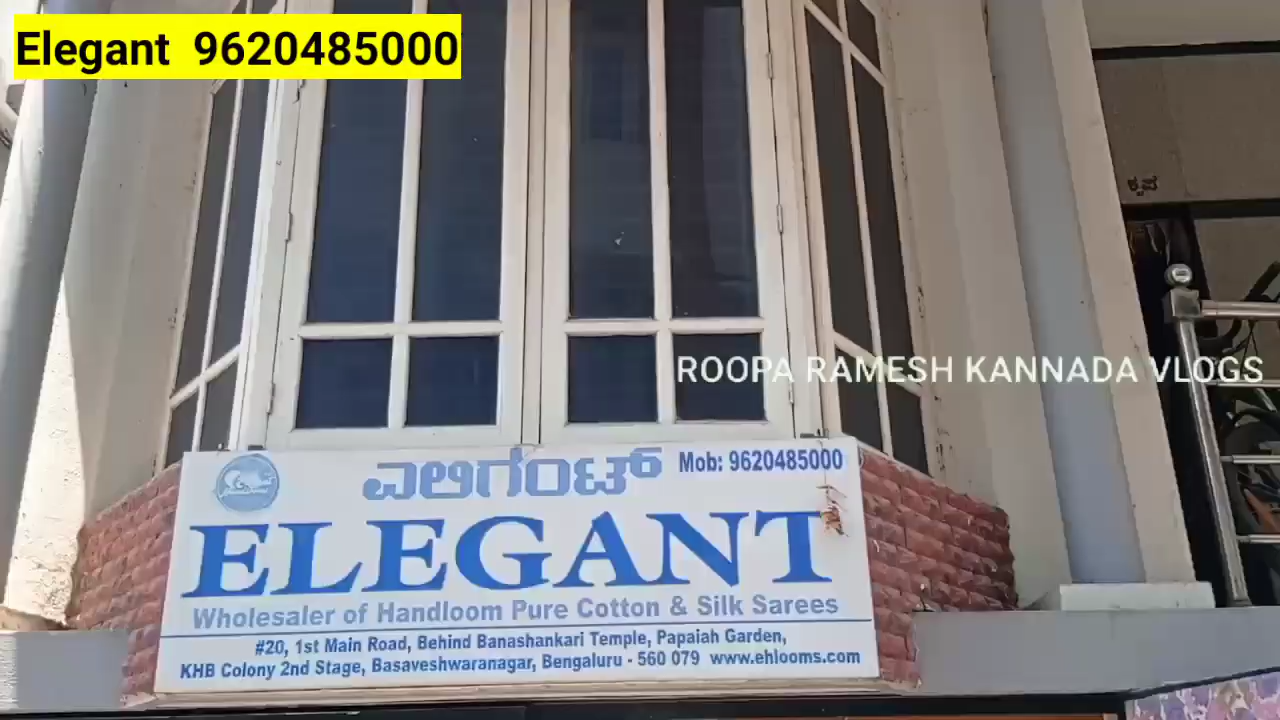 Elegant 9620485000
ROOPA RAMESH KANNADA VLOGS
ಎಲಿಗೆಂಟ್ Mob: 9620485000
ELEGANT
Wholesaler of Handloom Pure Cotton & Silk Sarees
#20, 1st Main Road, Behind Banashankari Temple, Papaiah Garden,
KHB Colony 2nd Stage, Basaveshwaranagar, Bengaluru - 560 079 www.ehlooms.com